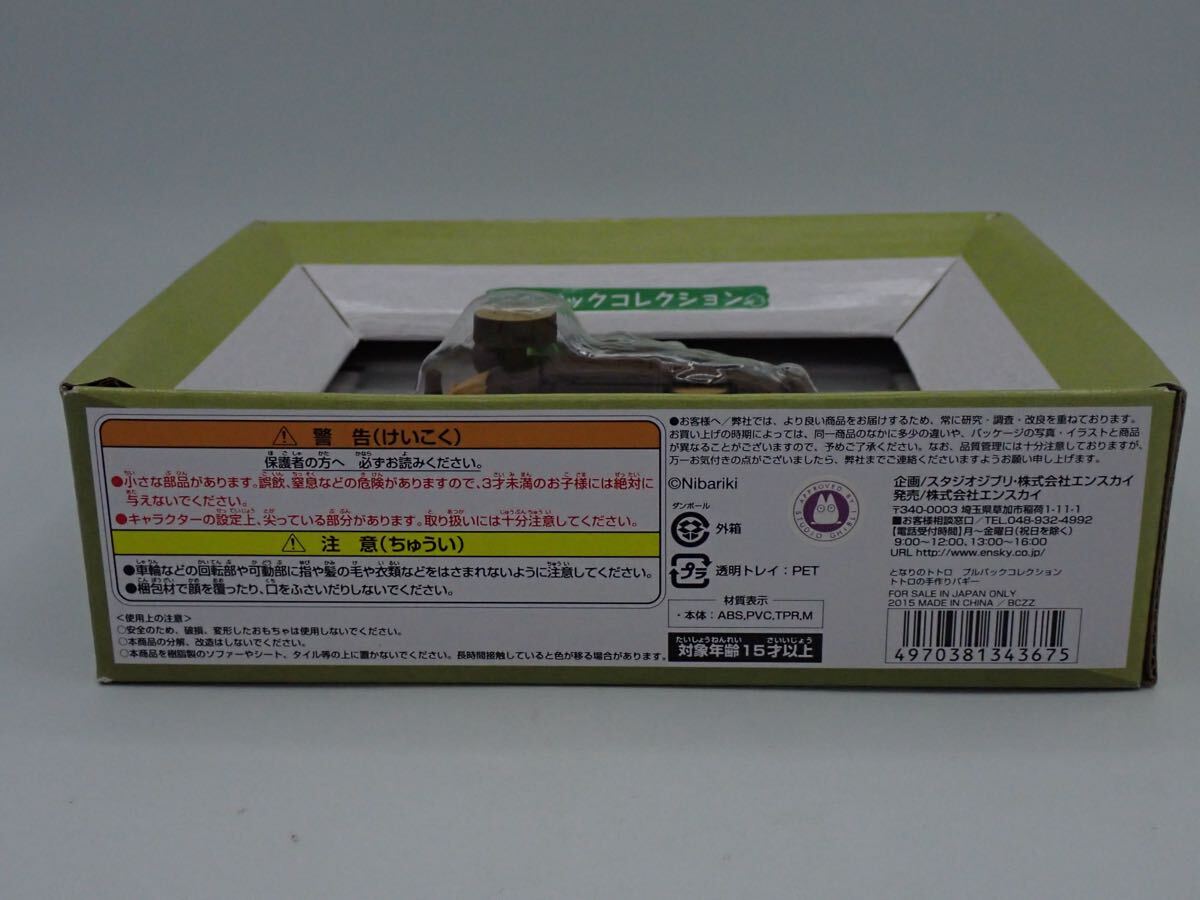 ックコレクション
警 告(けいこく)
保護者の方へ 必ずお読みください。
●小さな部品があります。誤飲、窒息などの危険がありますので、3才未満のお子様には絶対に
与えないでください。
●キャラクターの設定上、尖っている部分があります。取り扱いには十分注意してください。
注 意(ちゅうい)
●車輪などの回転部や可動部に指や髪の毛や衣類などをはさまれないように注意してください。
●梱包材で顔を覆ったり、口をふさいだりしないでください。
<使用上の注意>
○安全のため、破損、変形したおもちゃは使用しないでください。
○本商品の分解、改造はしないでください。
○本商品を樹脂製のソファーやシート、タイル等の上に置かないでください。長時間接触していると色が移る場合があります。
●お客様へ/弊社では、より良い商品をお届けするため、常に研究・調査・改良を重ねております。
お買い上げの時期によっては、同一商品のなかに多少の違いや、パッケージの写真・イラストと商品
が異なることがございますので、予めご了承ください。なお、品質管理には十分注意しておりますが、
万一お気付きの点がございましたら、弊社までご連絡くださいますようお願い申し上げます。
©Nibariki
ダンボール
外箱
プラ
透明トレイ:PET
材質表示
・本体:ABS,PVC,TPR,M
たいしょうねんれい さいいじょう
対象年齢15才以上
APPROVED BY
STUDIO GHIBLI
企画/スタジオジブリ・株式会社エンスカイ
発売/株式会社エンスカイ
〒340-0003 埼玉県草加市稲荷1-11-1
■お客様相談窓口/TEL.048-932-4992
【電話受付時間】月~金曜日(祝日を除く)
9:00~12:00、13:00~16:00
URL http://www.ensky.co.jp/
となりのトトロ プルバックコレクション
トトロの手作りバギー
FOR SALE IN JAPAN ONLY
2015 MADE IN CHINA / BCZZ
4970381343675